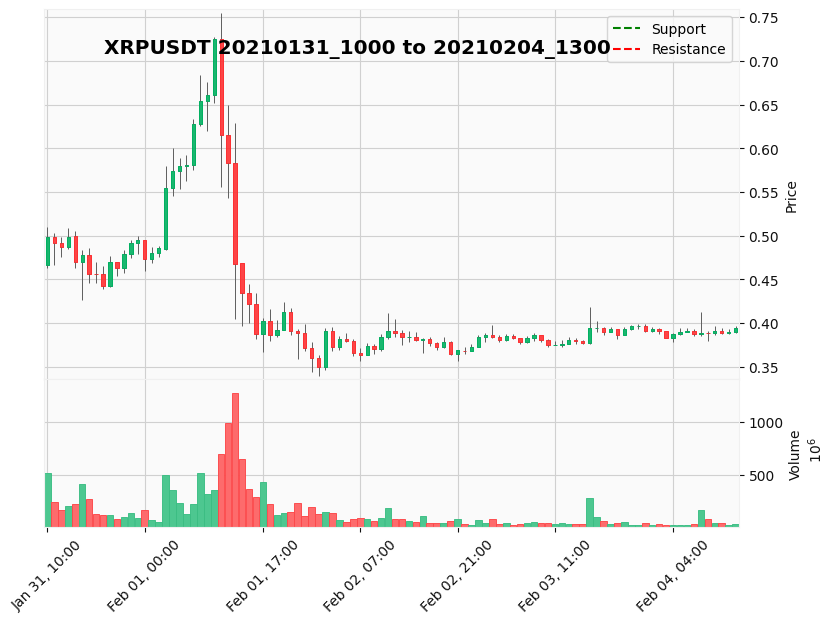 XRPUSDT 20210131_1000 to 20210204_1300
Support
Resistance
0.75
0.70
0.65
0.60
0.55
0.50
0.45
0.40
0.35
Price
1000
500
Volume
10^6
Jan 31, 10:00
Feb 01, 00:00
Feb 01, 17:00
Feb 02, 07:00
Feb 02, 21:00
Feb 03, 11:00
Feb 04, 04:00